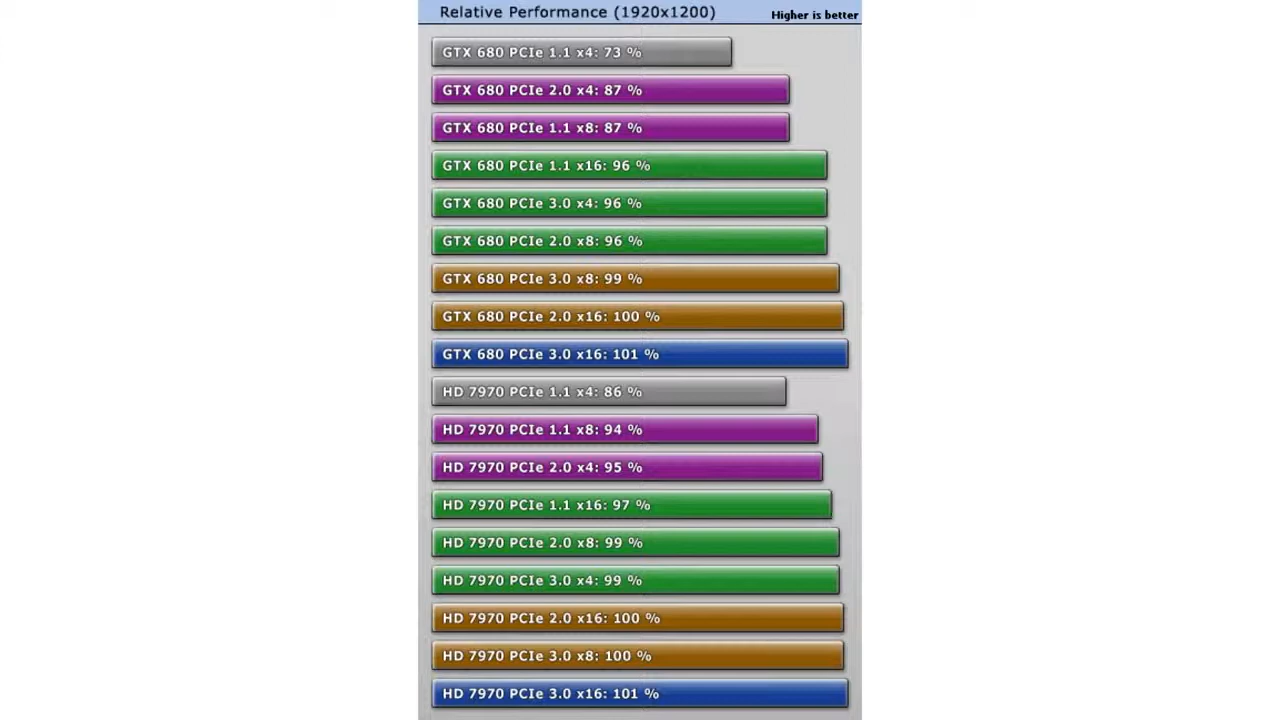 Relative Performance (1920x1200)
Higher is better
GTX 680 PCIe 1.1 x4: 73 %
GTX 680 PCIe 2.0 x4: 87 %
GTX 680 PCIe 1.1 x8: 87 %
GTX 680 PCIe 1.1 x16: 96 %
GTX 680 PCIe 3.0 x4: 96 %
GTX 680 PCIe 2.0 x8: 96 %
GTX 680 PCIe 3.0 x8: 99 %
GTX 680 PCIe 2.0 x16: 100 %
GTX 680 PCIe 3.0 x16: 101 %
HD 7970 PCIe 1.1 x4: 86 %
HD 7970 PCIe 1.1 x8: 94 %
HD 7970 PCIe 2.0 x4: 95 %
HD 7970 PCIe 1.1 x16: 97 %
HD 7970 PCIe 2.0 x8: 99 %
HD 7970 PCIe 3.0 x4: 99 %
HD 7970 PCIe 2.0 x16: 100 %
HD 7970 PCIe 3.0 x8: 100 %
HD 7970 PCIe 3.0 x16: 101 %